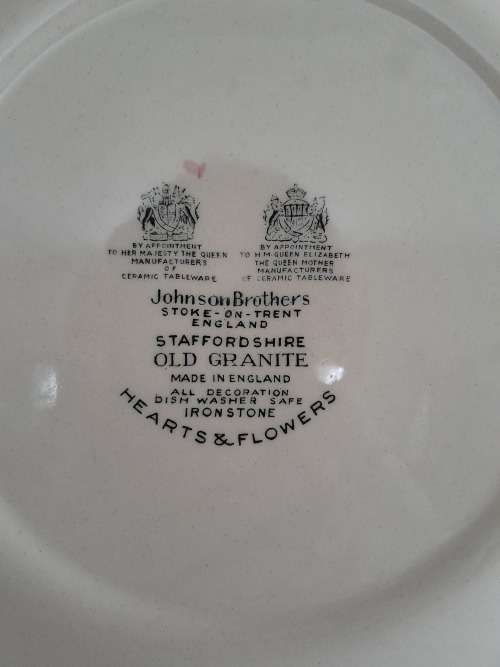 BY APPOINTMENT
TO HER MAJESTY THE QUEEN
MANUFACTURERS
OF
CERAMIC TABLEWARE
BY APPOINTMENT
TO H.M. QUEEN ELIZABETH
THE QUEEN MOTHER
MANUFACTURERS
OF CERAMIC TABLEWARE
Johnson Brothers
STOKE-ON-TRENT
ENGLAND
STAFFORDSHIRE
OLD GRANITE
MADE IN ENGLAND
ALL DECORATION
DISH WASHER SAFE
IRONSTONE
HEARTS & FLOWERS